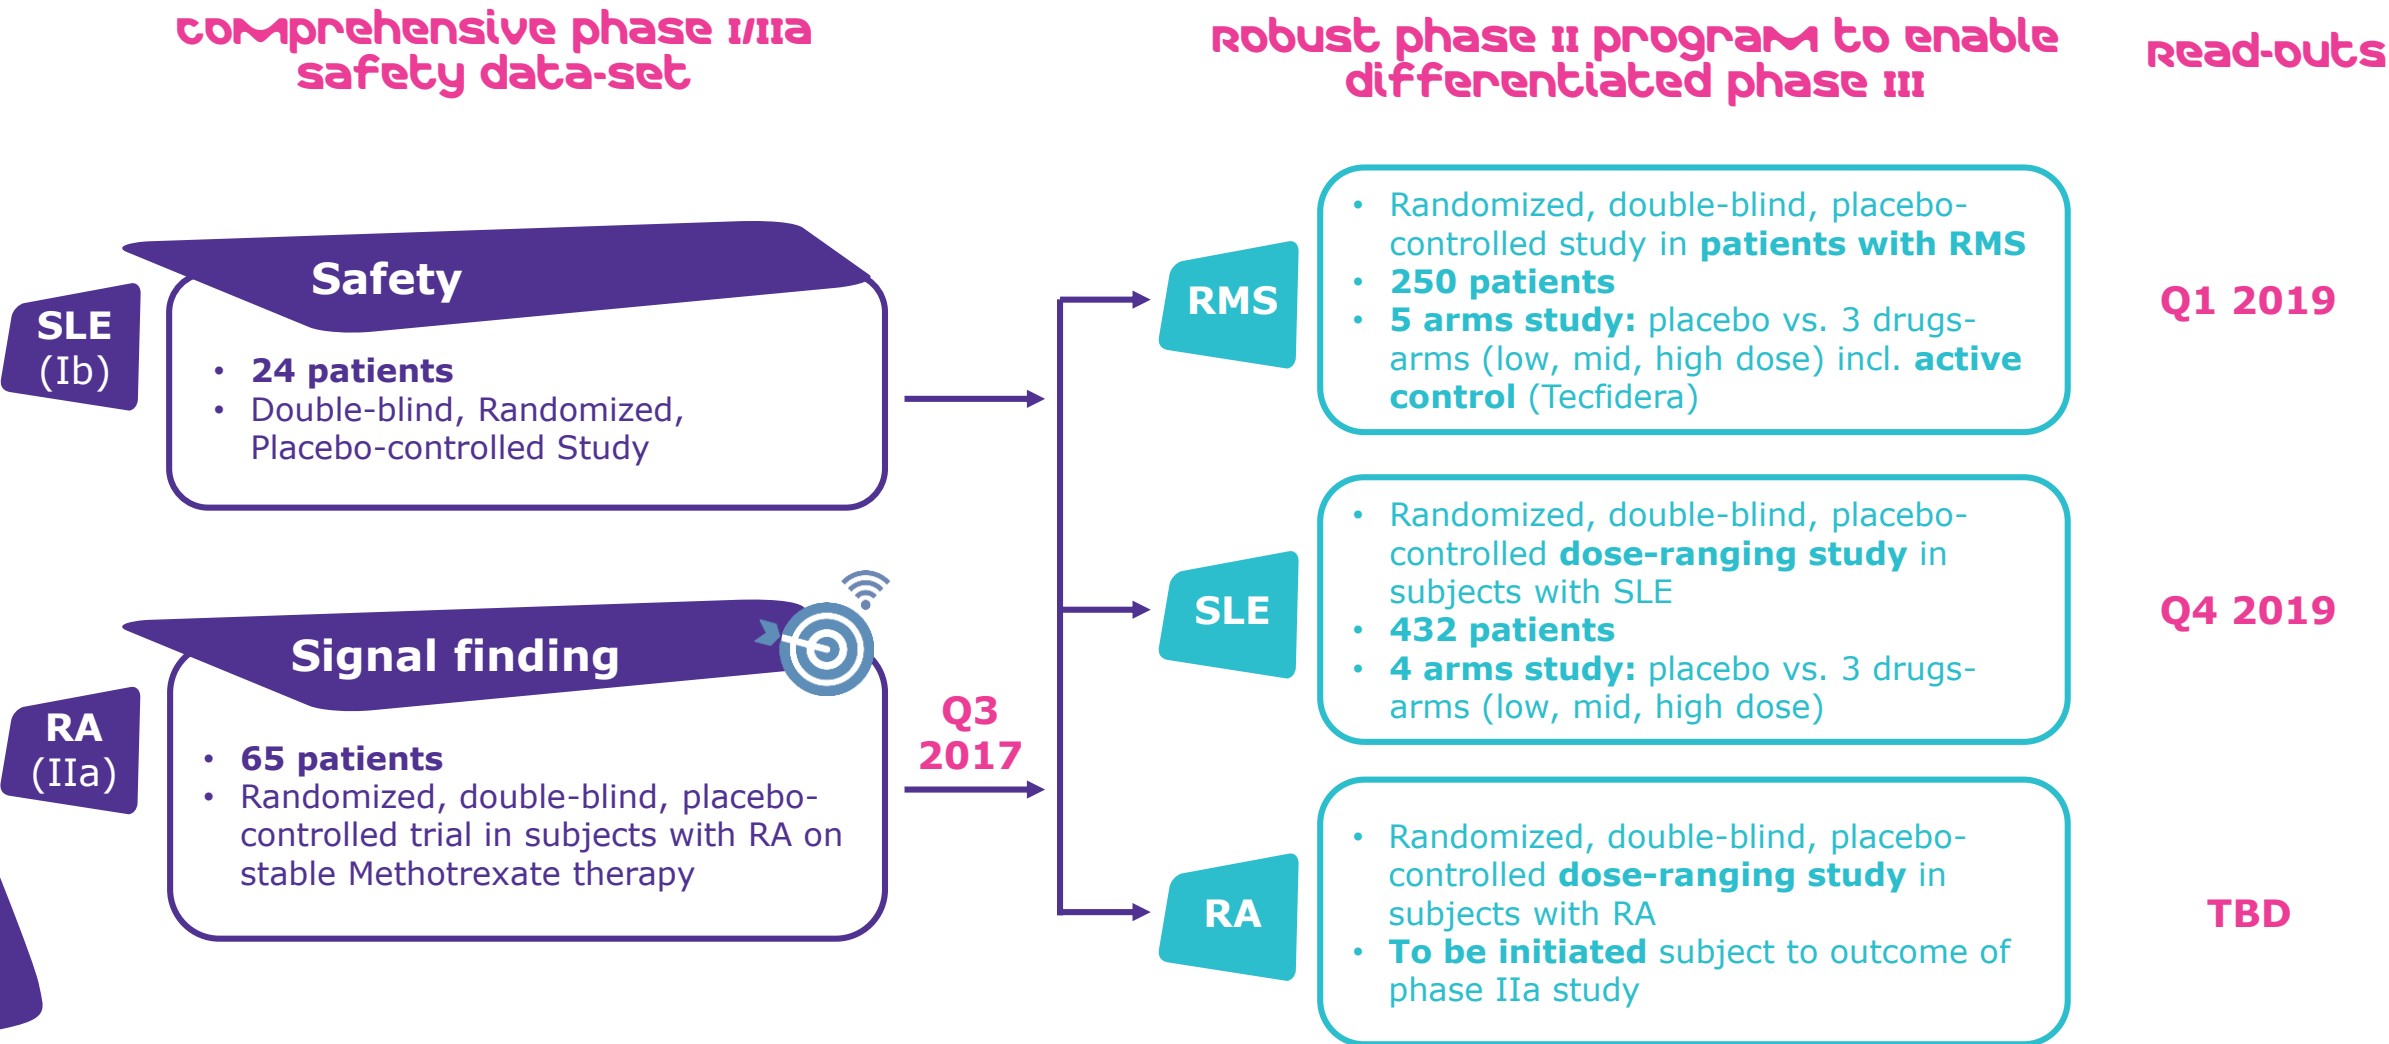 Comprehensive phase I/IIa
safety data-set
Robust phase II program to enable
differentiated phase III
Read-outs
SLE
(Ib)
Safety
• 24 patients
• Double-blind, Randomized,
Placebo-controlled Study
RA
(IIa)
Signal finding
• 65 patients
• Randomized, double-blind, placebo-
controlled trial in subjects with RA on
stable Methotrexate therapy
Q3
2017
RMS
• Randomized, double-blind, placebo-
controlled study in patients with RMS
• 250 patients
• 5 arms study: placebo vs. 3 drugs-
arms (low, mid, high dose) incl. active
control (Tecfidera)
Q1 2019
SLE
• Randomized, double-blind, placebo-
controlled dose-ranging study in
subjects with SLE
• 432 patients
• 4 arms study: placebo vs. 3 drugs-
arms (low, mid, high dose)
Q4 2019
RA
• Randomized, double-blind, placebo-
controlled dose-ranging study in
subjects with RA
• To be initiated subject to outcome of
phase IIa study
TBD